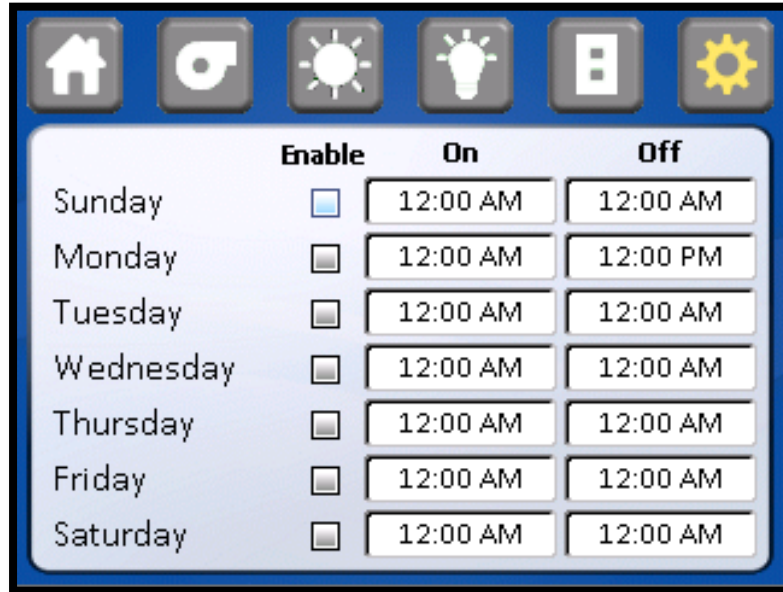 Enable On Off
Sunday 12:00 AM 12:00 AM
Monday 12:00 AM 12:00 PM
Tuesday 12:00 AM 12:00 AM
Wednesday 12:00 AM 12:00 AM
Thursday 12:00 AM 12:00 AM
Friday 12:00 AM 12:00 AM
Saturday 12:00 AM 12:00 AM